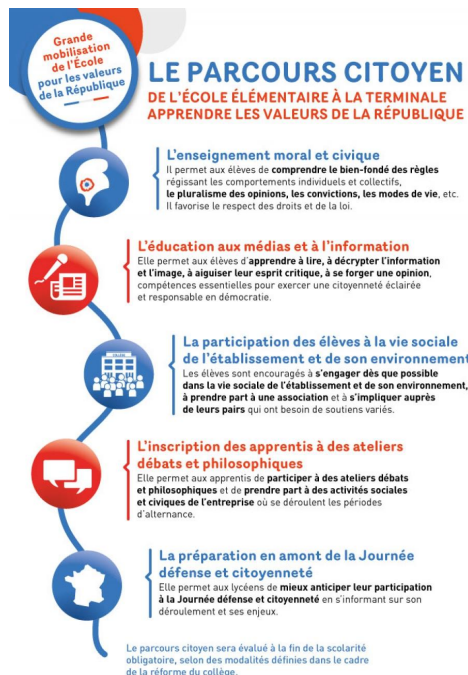 Grande
mobilisation
de l'École
pour les valeurs
de la République
LE PARCOURS CITOYEN
DE L'ÉCOLE ÉLÉMENTAIRE À LA TERMINALE
APPRENDRE LES VALEURS DE LA RÉPUBLIQUE
L'enseignement moral et civique
Il permet aux élèves de comprendre le bien-fondé des règles
régissant les comportements individuels et collectifs,
le pluralisme des opinions, les convictions, les modes de vie, etc.
Il favorise le respect des droits et de la loi.
L'éducation aux médias et à l'information
Elle permet aux élèves d'apprendre à lire, à décrypter l'information
et l'image, à aiguiser leur esprit critique, à se forger une opinion,
compétences essentielles pour exercer une citoyenneté éclairée
et responsable en démocratie.
La participation des élèves à la vie sociale
de l'établissement et de son environnement
Les élèves sont encouragés à s'engager dès que possible
dans la vie sociale de l'établissement et de son environnement,
à prendre part à une association et à s'impliquer auprès
de leurs pairs qui ont besoin de soutiens variés.
L'inscription des apprentis à des ateliers
débats et philosophiques
Elle permet aux apprentis de participer à des ateliers débats
et philosophiques et de prendre part à des activités sociales
et civiques de l'entreprise où se déroulent les périodes
d'alternance.
La préparation en amont de la Journée
défense et citoyenneté
Elle permet aux lycéens de mieux anticiper leur participation
à la Journée défense et citoyenneté en s'informant sur son
déroulement et ses enjeux.
Le parcours citoyen sera évalué à la fin de la scolarité
obligatoire, selon des modalités définies dans le cadre
de la réforme du collège.